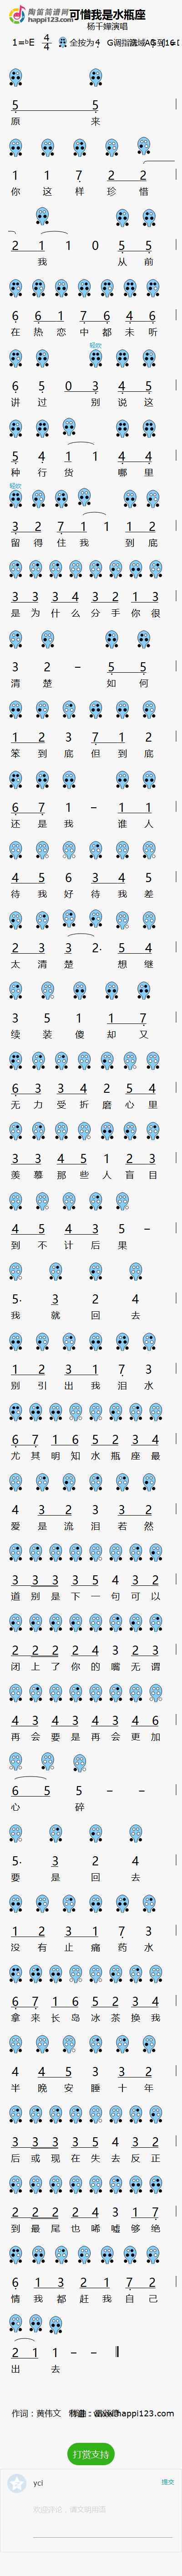 陶笛简谱网
happi123.com
可惜我是水瓶座
杨千嬅演唱
1=♭E 4/4 全按为4
5 5
原 来
1 1 7 2 2
你 这 样 珍 惜
2 1 1 0 5 5
我 从 前
6 6 1 7 6 4 6
在 热 恋 中 都 未 听
轻吹
6 5 0 3 4 5
讲 过 别 说 这
5 4 1 1 4 4
种 行 货 哪 里
轻吹
3 2 7 1 1 1 2
留 得 住 我 到 底
3 3 3 4 3 2 1 3
是 为 什 么 分 手 你 很
3 2 - 5 5
清 楚 如 何
1 2 3 7 1 2
笨 到 底 但 到 底
6 7 1 - 1 1
还 是 我 谁 人
4 5 6 3 4 5
待 我 好 待 我 差
2 3 3 2· 5 4
太 清 楚 想 继
3 5 1 1 7
续 装 傻 却 又
6 3 3 4 2 5 4
无 力 受 折 磨 心 里
3 3 4 5 1 2 3
羡 慕 那 些 人 盲 目
4 5 4 3 5 -
到 不 计 后 果
5· 3 2 4
我 就 回 去
1 2 3 1 7 3
别 引 出 我 泪 水
6 7 1 6 5 2 3 4
尤 其 明 知 水 瓶 座 最
4 3 2 3 3 2
爱 是 流 泪 若 然
3 3 3 3 5 4 3 2
道 别 是 下 一 句 可 以
2 2 2 2 4 3 2 3
闭 上 了 你 的 嘴 无 谓
4 3 4 3 4 3 4 6
再 会 要 是 再 会 更 加
6 5 5 - -
心 碎
5· 3 2 4
要 是 回 去
1 2 3 1 7 3
没 有 止 痛 药 水
6 7 1 6 5 2 3 4
拿 来 长 岛 冰 茶 换 我
4 4 5 3 3 2
半 晚 安 睡 十 年
3 3 3 3 5 4 3 2
后 或 现 在 失 去 反 正
2 2 2 2 4 3 1 7
到 最 尾 也 唏 嘘 够 绝
6 1 3 2 1 7 2
情 我 都 赶 我 自 己
2 1 1 - -
出 去
作词：黄伟文 www.happi123.com
打赏支持
ycj 提交
欢迎评论，请文明用语.